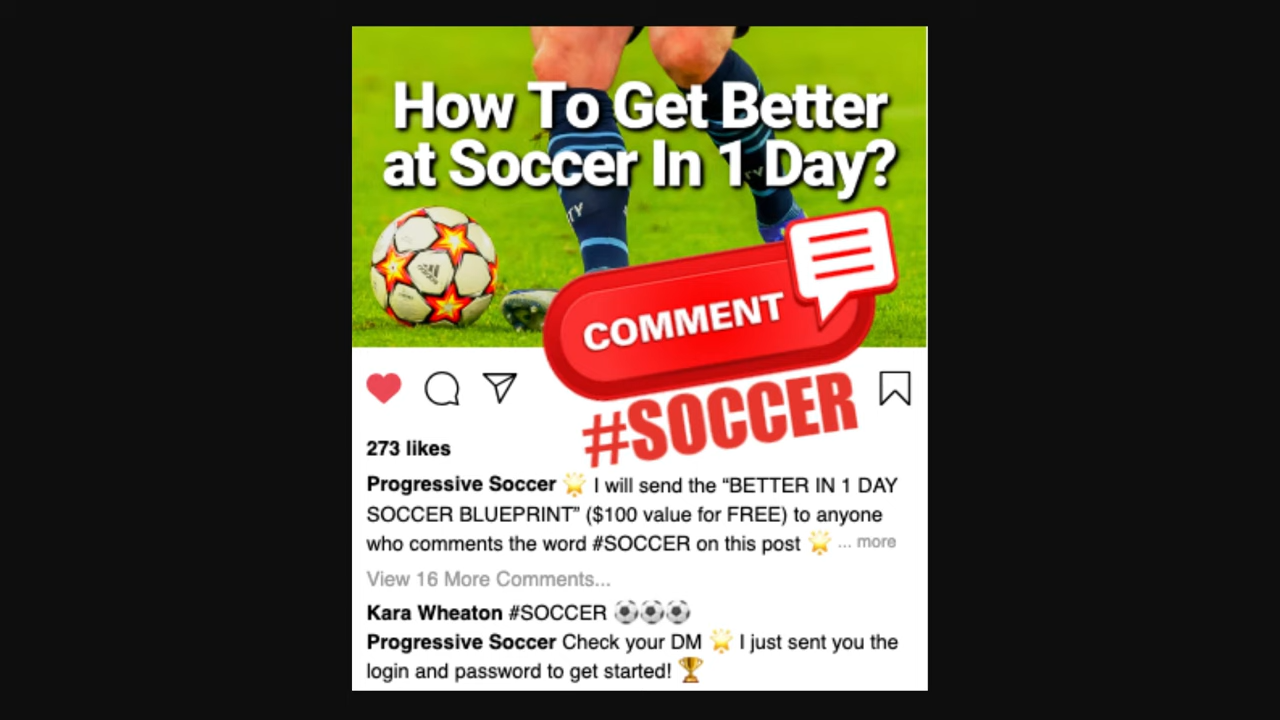 How To Get Better
at Soccer In 1 Day?
TY
TY
adidas
COMMENT
#SOCCER
273 likes
Progressive Soccer 🌟 I will send the “BETTER IN 1 DAY
SOCCER BLUEPRINT” ($100 value for FREE) to anyone
who comments the word #SOCCER on this post 🌟 ... more
View 16 More Comments...
Kara Wheaton #SOCCER ⚽⚽⚽
Progressive Soccer Check your DM 🌟 I just sent you the
login and password to get started! 🏆